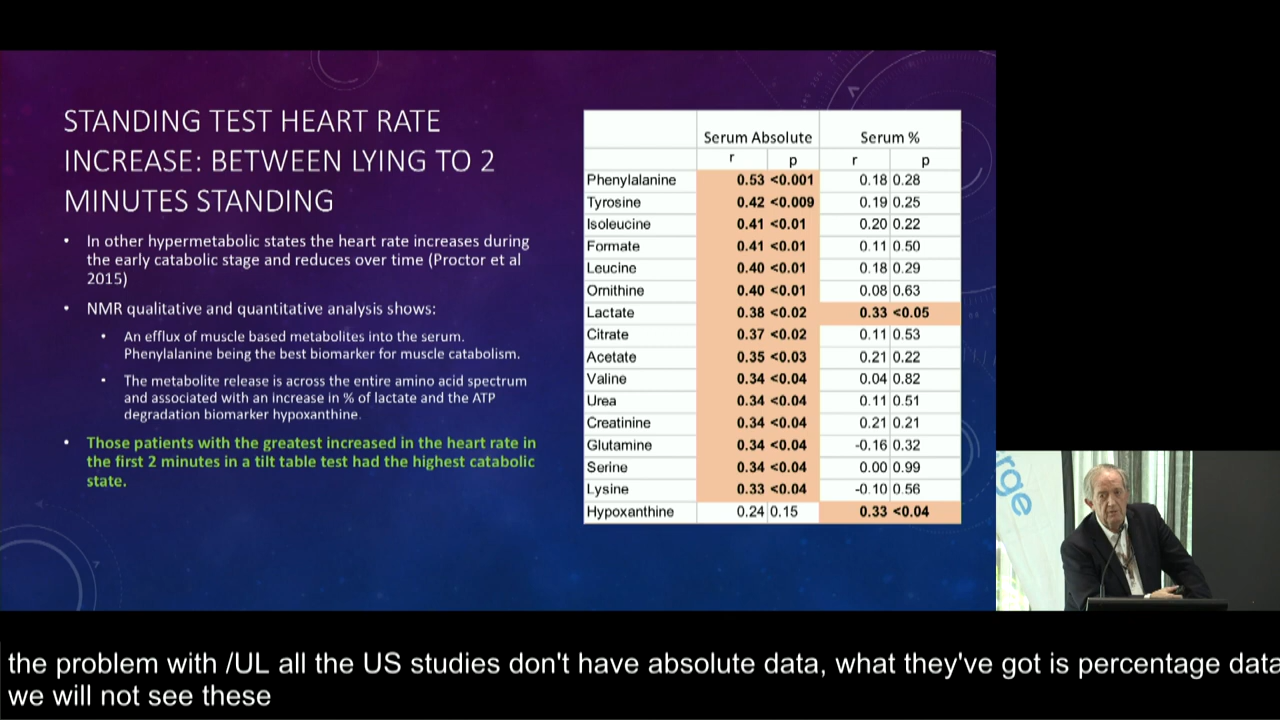 STANDING TEST HEART RATE
INCREASE: BETWEEN LYING TO 2
MINUTES STANDING
• In other hypermetabolic states the heart rate increases during
the early catabolic stage and reduces over time (Proctor et al
2015)
• NMR qualitative and quantitative analysis shows:
• An efflux of muscle based metabolites into the serum.
Phenylalanine being the best biomarker for muscle catabolism.
• The metabolite release is across the entire amino acid spectrum
and associated with an increase in % of lactate and the ATP
degradation biomarker hypoxanthine.
• Those patients with the greatest increased in the heart rate in
the first 2 minutes in a tilt table test had the highest catabolic
state.
Serum Absolute Serum %
r p r p
Phenylalanine 0.53 <0.001 0.18 0.28
Tyrosine 0.42 <0.009 0.19 0.25
Isoleucine 0.41 <0.01 0.20 0.22
Formate 0.41 <0.01 0.11 0.50
Leucine 0.40 <0.01 0.18 0.29
Ornithine 0.40 <0.01 0.08 0.63
Lactate 0.38 <0.02 0.33 <0.05
Citrate 0.37 <0.02 0.11 0.53
Acetate 0.35 <0.03 0.21 0.22
Valine 0.34 <0.04 0.04 0.82
Urea 0.34 <0.04 0.11 0.51
Creatinine 0.34 <0.04 0.21 0.21
Glutamine 0.34 <0.04 -0.16 0.32
Serine 0.34 <0.04 0.00 0.99
Lysine 0.33 <0.04 -0.10 0.56
Hypoxanthine 0.24 0.15 0.33 <0.04
rge
the problem with /UL all the US studies don't have absolute data, what they've got is percentage data
we will not see these